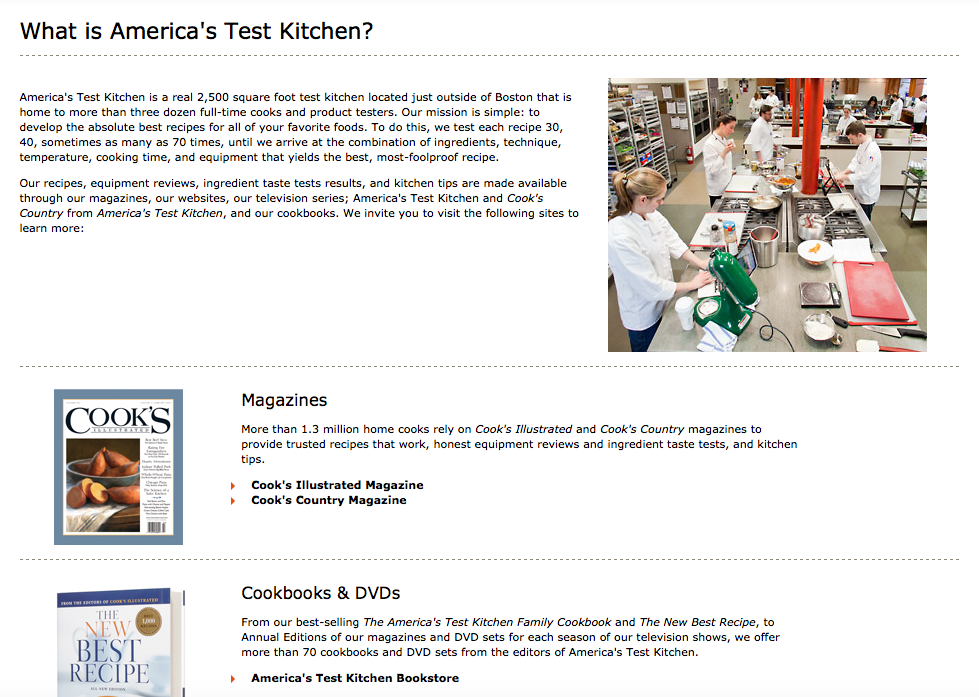 What is America's Test Kitchen?
America's Test Kitchen is a real 2,500 square foot test kitchen located just outside of Boston that is
home to more than three dozen full-time cooks and product testers. Our mission is simple: to
develop the absolute best recipes for all of your favorite foods. To do this, we test each recipe 30,
40, sometimes as many as 70 times, until we arrive at the combination of ingredients, technique,
temperature, cooking time, and equipment that yields the best, most-foolproof recipe.
Our recipes, equipment reviews, ingredient taste tests results, and kitchen tips are made available
through our magazines, our websites, our television series; America's Test Kitchen and Cook's
Country from America's Test Kitchen, and our cookbooks. We invite you to visit the following sites to
learn more:
COOK'S
ILLUSTRATED
Magazines
More than 1.3 million home cooks rely on Cook's Illustrated and Cook's Country magazines to
provide trusted recipes that work, honest equipment reviews and ingredient taste tests, and kitchen
tips.
Cook's Illustrated Magazine
Cook's Country Magazine
FROM THE EDITORS OF COOK'S ILLUSTRATED
THE
NEW
BEST
RECIPE
ALL-NEW EDITION
1,000
Cookbooks & DVDs
From our best-selling The America's Test Kitchen Family Cookbook and The New Best Recipe, to
Annual Editions of our magazines and DVD sets for each season of our television shows, we offer
more than 70 cookbooks and DVD sets from the editors of America's Test Kitchen.
America's Test Kitchen Bookstore